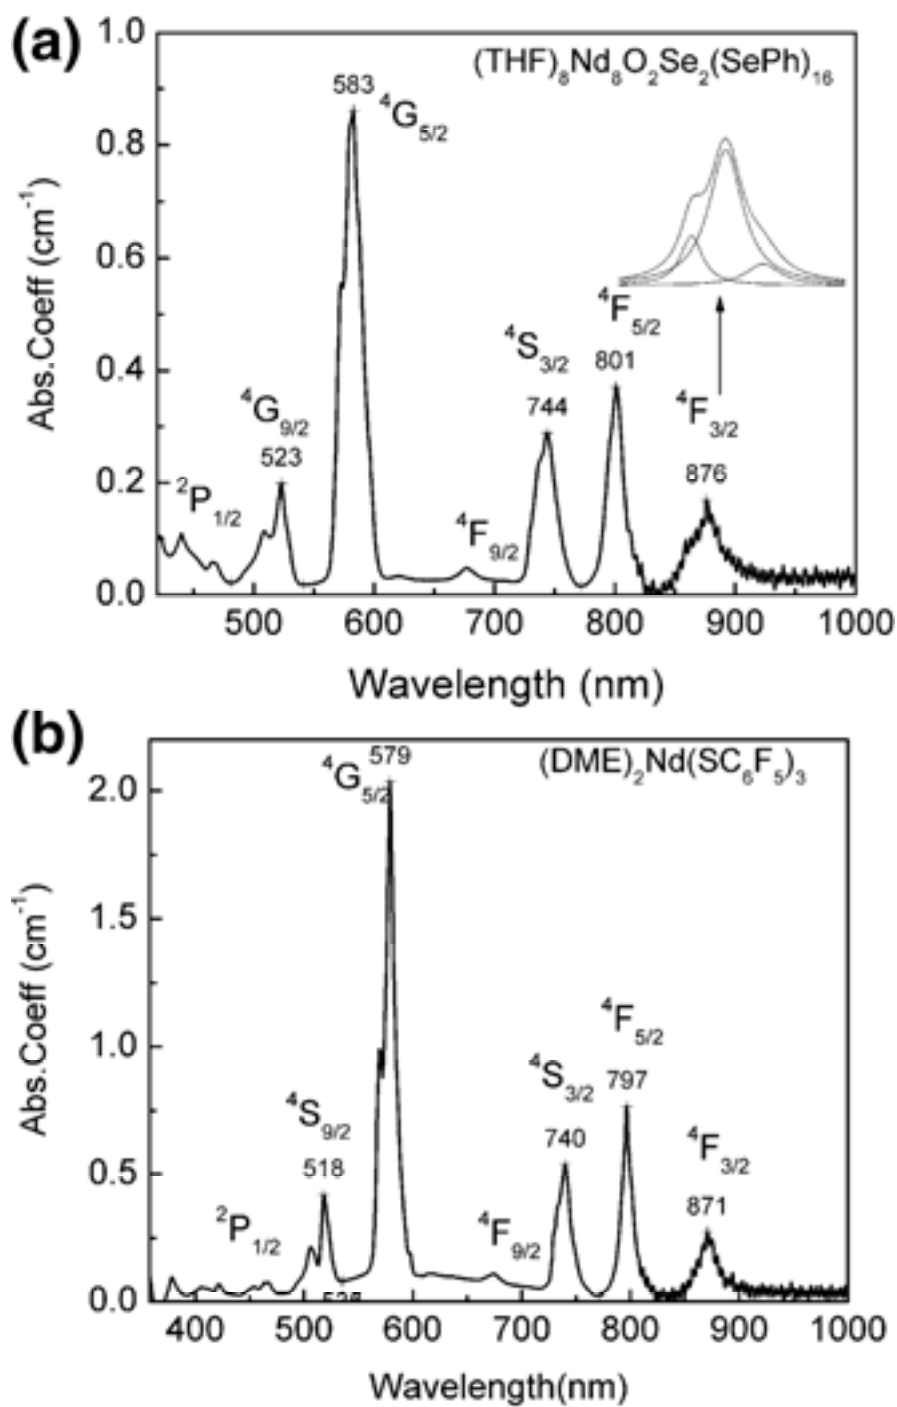 (a)
(THF)₈Nd₈O₂Se₂(SePh)₁₆
Abs.Coeff (cm⁻¹)
1.0
0.8
0.6
0.4
0.2
0.0
583
⁴G₅/₂
⁴G₉/₂
523
²P₁/₂
⁴F₉/₂
⁴S₃/₂
744
⁴F₅/₂
801
⁴F₃/₂
876
500 600 700 800 900 1000
Wavelength (nm)
(b)
(DME)₂Nd(SC₆F₅)₃
Abs.Coeff (cm⁻¹)
2.0
1.5
1.0
0.5
0.0
579
⁴G₅/₂
⁴S₉/₂
518
²P₁/₂
⁴F₉/₂
⁴S₃/₂
740
⁴F₅/₂
797
⁴F₃/₂
871
400 500 600 700 800 900 1000
Wavelength(nm)